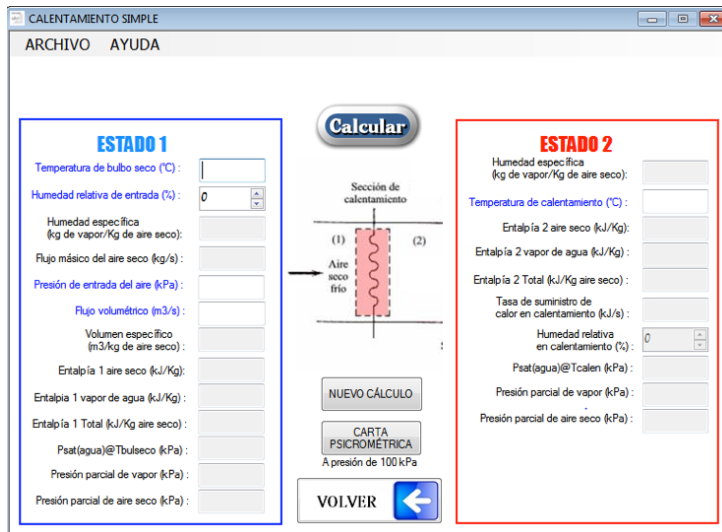 CALENTAMIENTO SIMPLE
ARCHIVO AYUDA
ESTADO 1
Temperatura de bulbo seco (°C) :
Humedad relativa de entrada (%) :
0
Humedad específica
(kg de vapor/Kg de aire seco):
Flujo másico del aire seco (kg/s) :
Presión de entrada del aire (kPa) :
Flujo volumétrico (m3/s) :
Volumen específico
(m3/kg de aire seco) :
Entalpía 1 aire seco (kJ/Kg):
Entalpia 1 vapor de agua (kJ/Kg) :
Entalpía 1 Total (kJ/Kg aire seco) :
Psat(agua)@Tbulseco (kPa) :
Presión parcial de vapor (kPa) :
Presión parcial de aire seco (kPa) :
Calcular
Sección de
calentamiento
(1) (2)
Aire
seco
frío
NUEVO CÁLCULO
CARTA
PSICROMÉTRICA
A presión de 100 kPa
VOLVER
ESTADO 2
Humedad específica
(kg de vapor/Kg de aire seco):
Temperatura de calentamiento (°C) :
Entalpía 2 aire seco (kJ/Kg):
Entalpía 2 vapor de agua (kJ/Kg) :
Entalpía 2 Total (kJ/Kg aire seco) :
Tasa de suministro de
calor en calentamiento (kJ/s) :
Humedad relativa
en calentamiento (%) :
0
Psat(agua)@Tcalen (kPa) :
Presión parcial de vapor (kPa) :
Presión parcial de aire seco (kPa) :